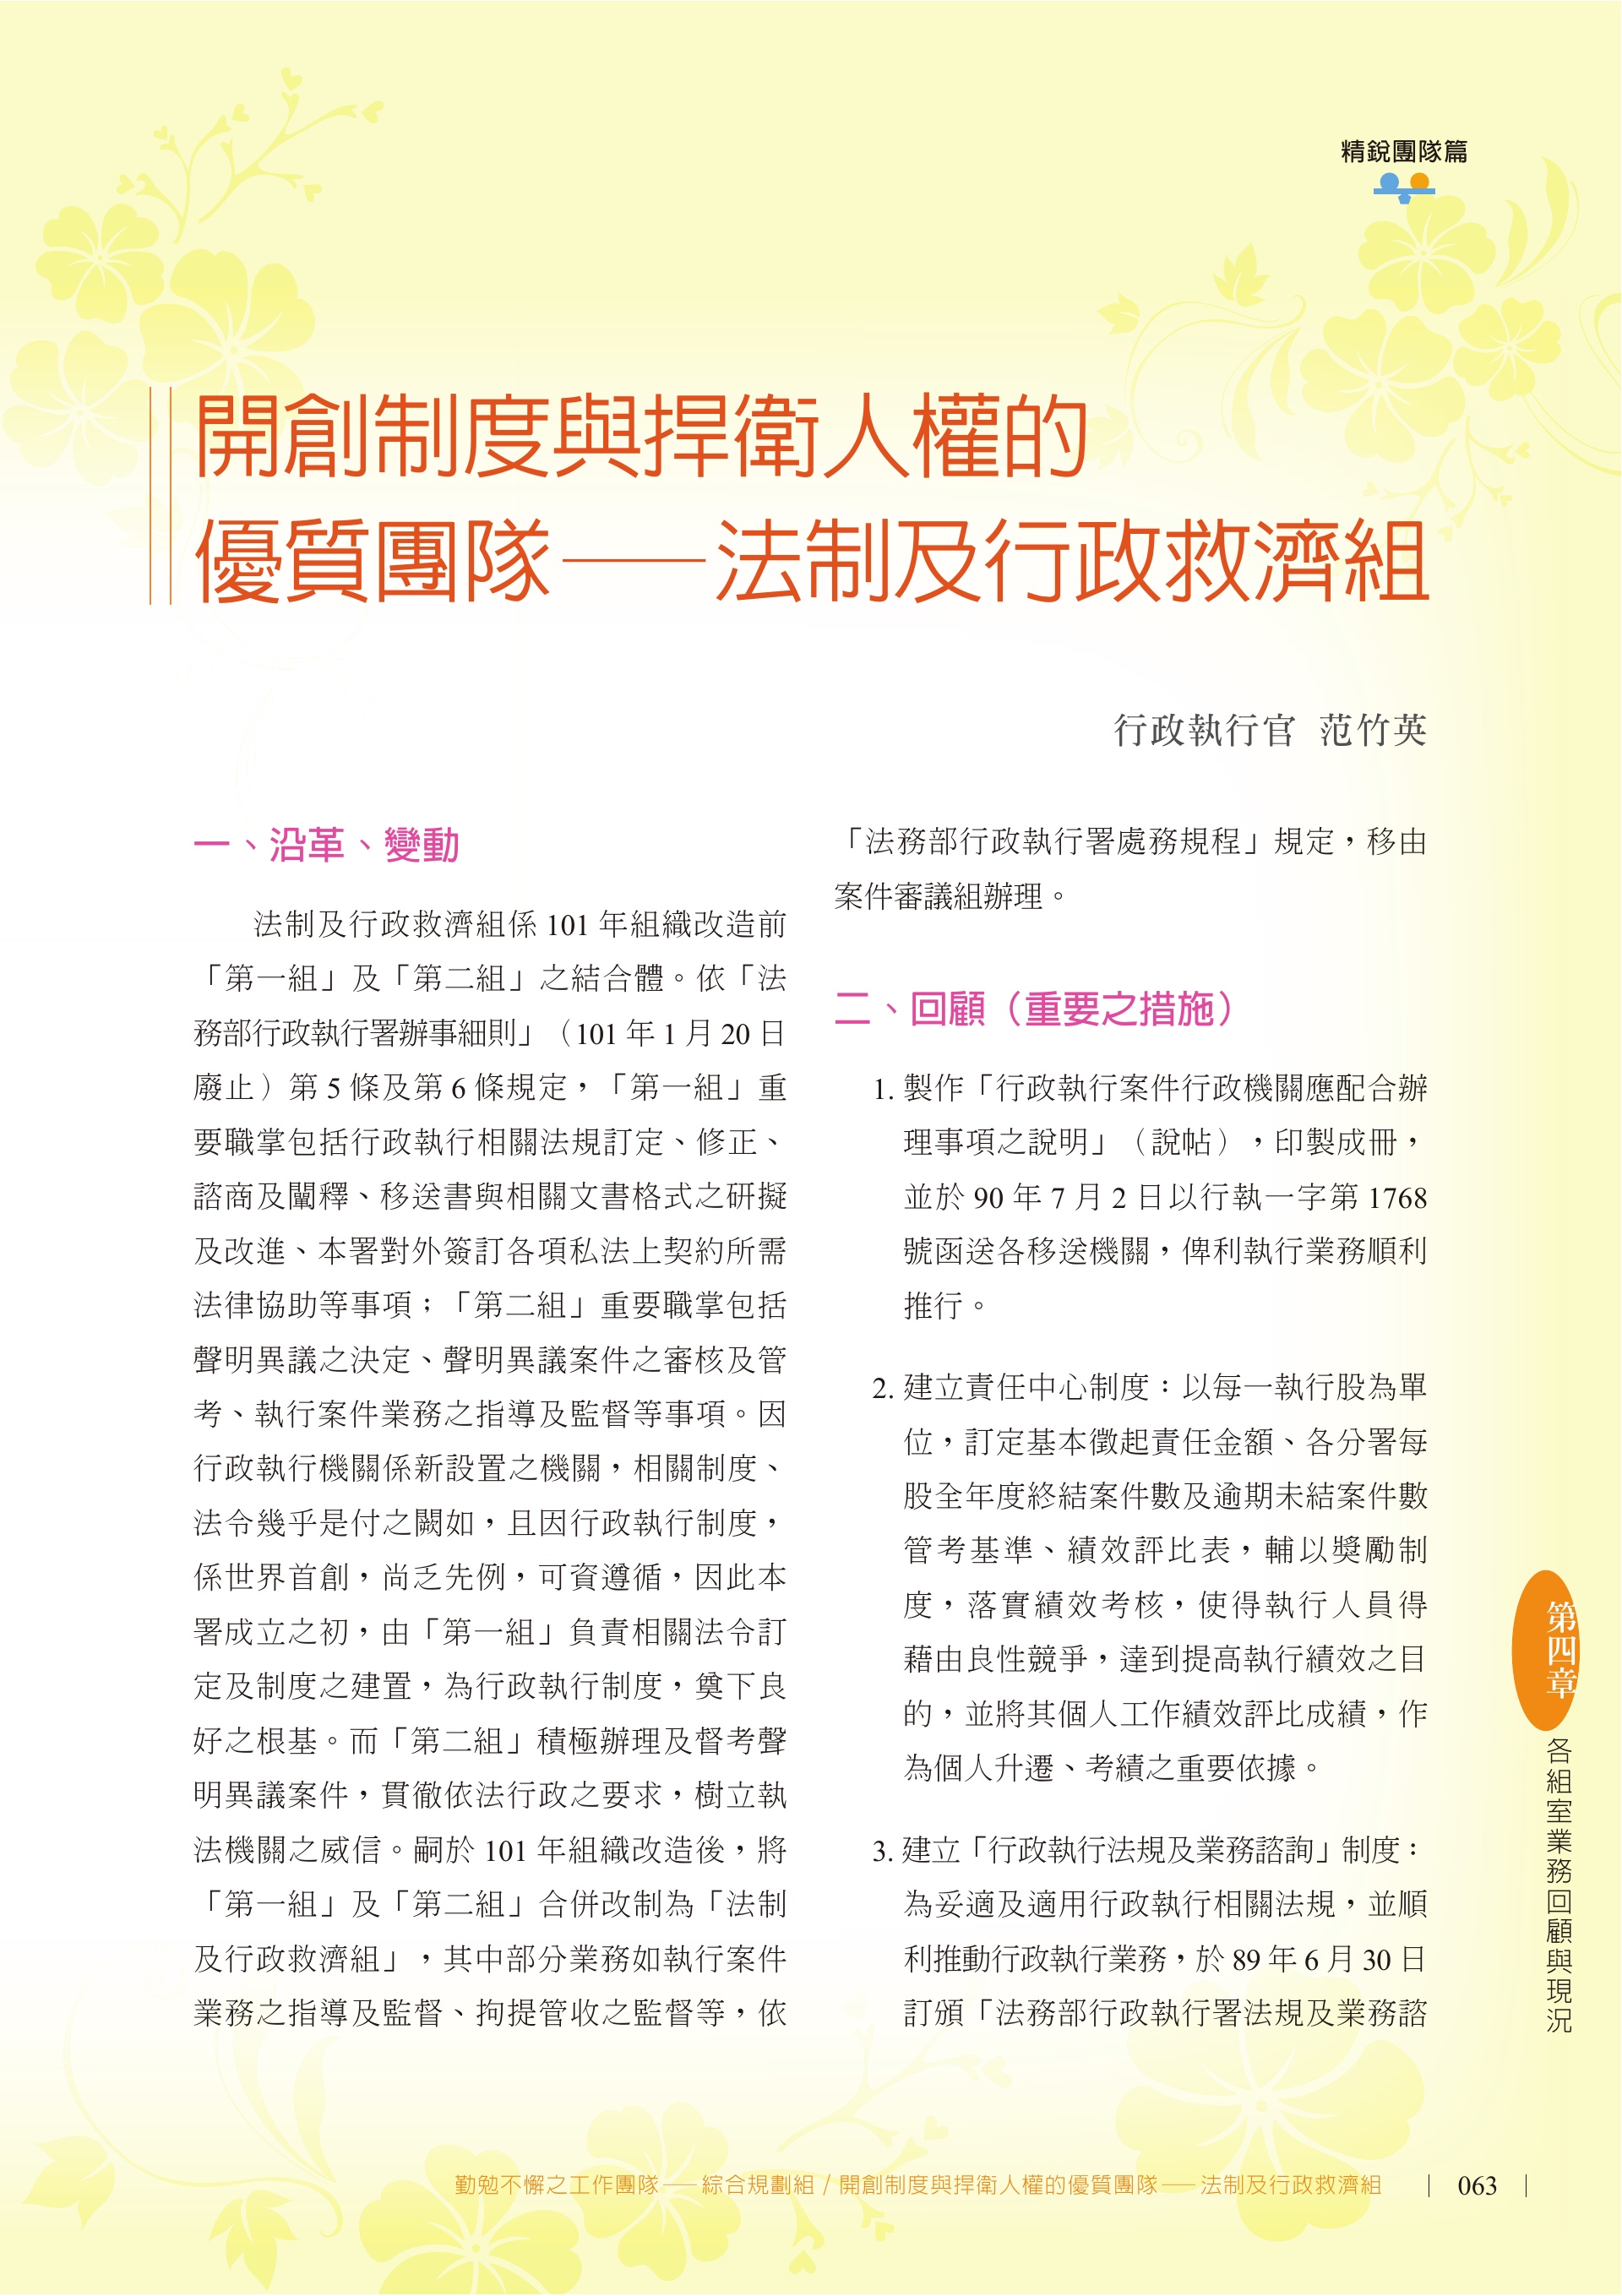 精銳團隊篇
開創制度與捍衛人權的
優質團隊——法制及行政救濟組
行政執行官 范竹英
一、沿革、變動
法制及行政救濟組係 101 年組織改造前
「第一組」及「第二組」之結合體。依「法
務部行政執行署辦事細則」（101 年 1 月 20 日
廢止）第 5 條及第 6 條規定，「第一組」重
要職掌包括行政執行相關法規訂定、修正、
諮商及闡釋、移送書與相關文書格式之研擬
及改進、本署對外簽訂各項私法上契約所需
法律協助等事項；「第二組」重要職掌包括
聲明異議之決定、聲明異議案件之審核及管
考、執行案件業務之指導及監督等事項。因
行政執行機關係新設置之機關，相關制度、
法令幾乎是付之闕如，且因行政執行制度，
係世界首創，尚乏先例，可資遵循，因此本
署成立之初，由「第一組」負責相關法令訂
定及制度之建置，為行政執行制度，奠下良
好之根基。而「第二組」積極辦理及督考聲
明異議案件，貫徹依法行政之要求，樹立執
法機關之威信。嗣於 101 年組織改造後，將
「第一組」及「第二組」合併改制為「法制
及行政救濟組」，其中部分業務如執行案件
業務之指導及監督、拘提管收之監督等，依
「法務部行政執行署處務規程」規定，移由
案件審議組辦理。
二、回顧（重要之措施）
1. 製作「行政執行案件行政機關應配合辦
理事項之說明」（說帖），印製成冊，
並於 90 年 7 月 2 日以行執一字第 1768
號函送各移送機關，俾利執行業務順利
推行。
2. 建立責任中心制度：以每一執行股為單
位，訂定基本徵起責任金額、各分署每
股全年度終結案件數及逾期未結案件數
管考基準、績效評比表，輔以獎勵制
度，落實績效考核，使得執行人員得
藉由良性競爭，達到提高執行績效之目
的，並將其個人工作績效評比成績，作
為個人升遷、考績之重要依據。
3. 建立「行政執行法規及業務諮詢」制度：
為妥適及適用行政執行相關法規，並順
利推動行政執行業務，於 89 年 6 月 30 日
訂頒「法務部行政執行署法規及業務諮
第四章
各組室業務回顧與現況
勤勉不懈之工作團隊——綜合規劃組 / 開創制度與捍衛人權的優質團隊——法制及行政救濟組
063